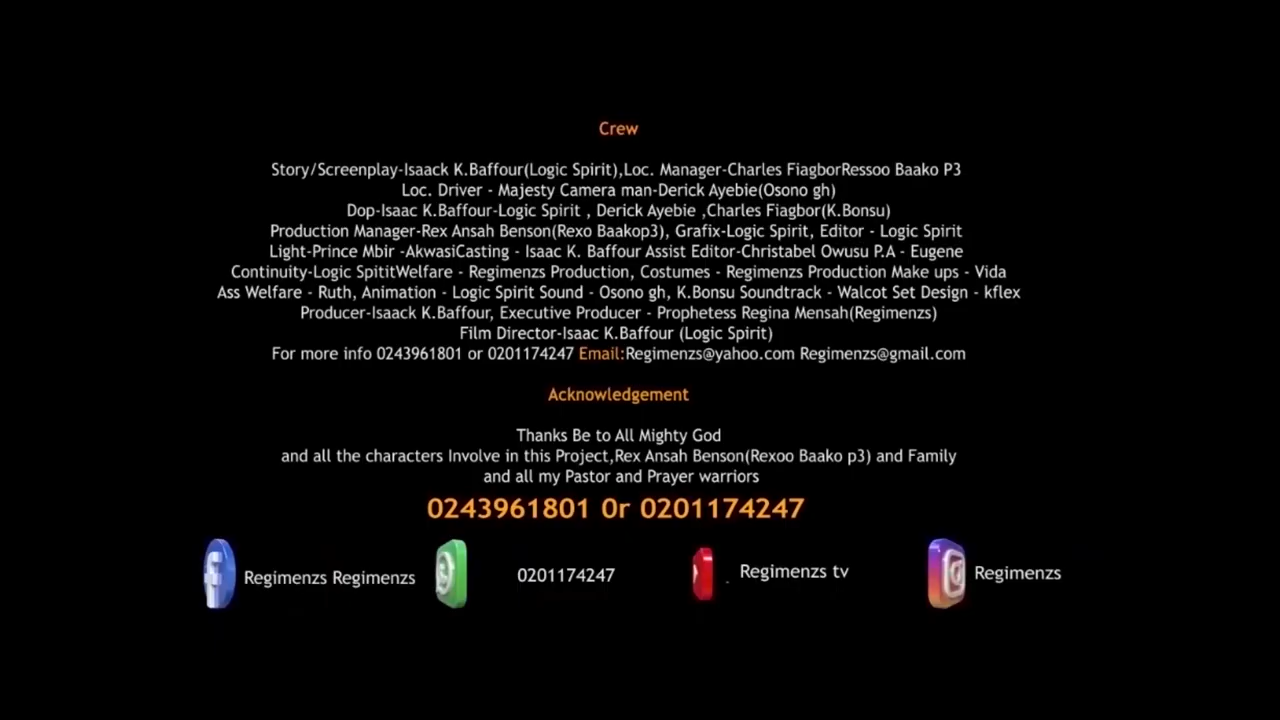 Crew
Story/Screenplay-Isaack K.Baffour(Logic Spirit),Loc. Manager-Charles FiagborRessoo Baako P3
Loc. Driver - Majesty Camera man-Derick Ayebie(Osono gh)
Dop-Isaac K.Baffour-Logic Spirit , Derick Ayebie ,Charles Fiagbor(K.Bonsu)
Production Manager-Rex Ansah Benson(Rexo Baakop3), Grafix-Logic Spirit, Editor - Logic Spirit
Light-Prince Mbir -AkwasiCasting - Isaac K. Baffour Assist Editor-Christabel Owusu P.A - Eugene
Continuity-Logic SpititWelfare - Regimenzs Production, Costumes - Regimenzs Production Make ups - Vida
Ass Welfare - Ruth, Animation - Logic Spirit Sound - Osono gh, K.Bonsu Soundtrack - Walcot Set Design - kflex
Producer-Isaack K.Baffour, Executive Producer - Prophetess Regina Mensah(Regimenzs)
Film Director-Isaac K.Baffour (Logic Spirit)
For more info 0243961801 or 0201174247 Email:Regimenzs@yahoo.com Regimenzs@gmail.com
Acknowledgement
Thanks Be to All Mighty God
and all the characters Involve in this Project,Rex Ansah Benson(Rexoo Baako p3) and Family
and all my Pastor and Prayer warriors
0243961801 0r 0201174247
Regimenzs Regimenzs 0201174247 Regimenzs tv Regimenzs